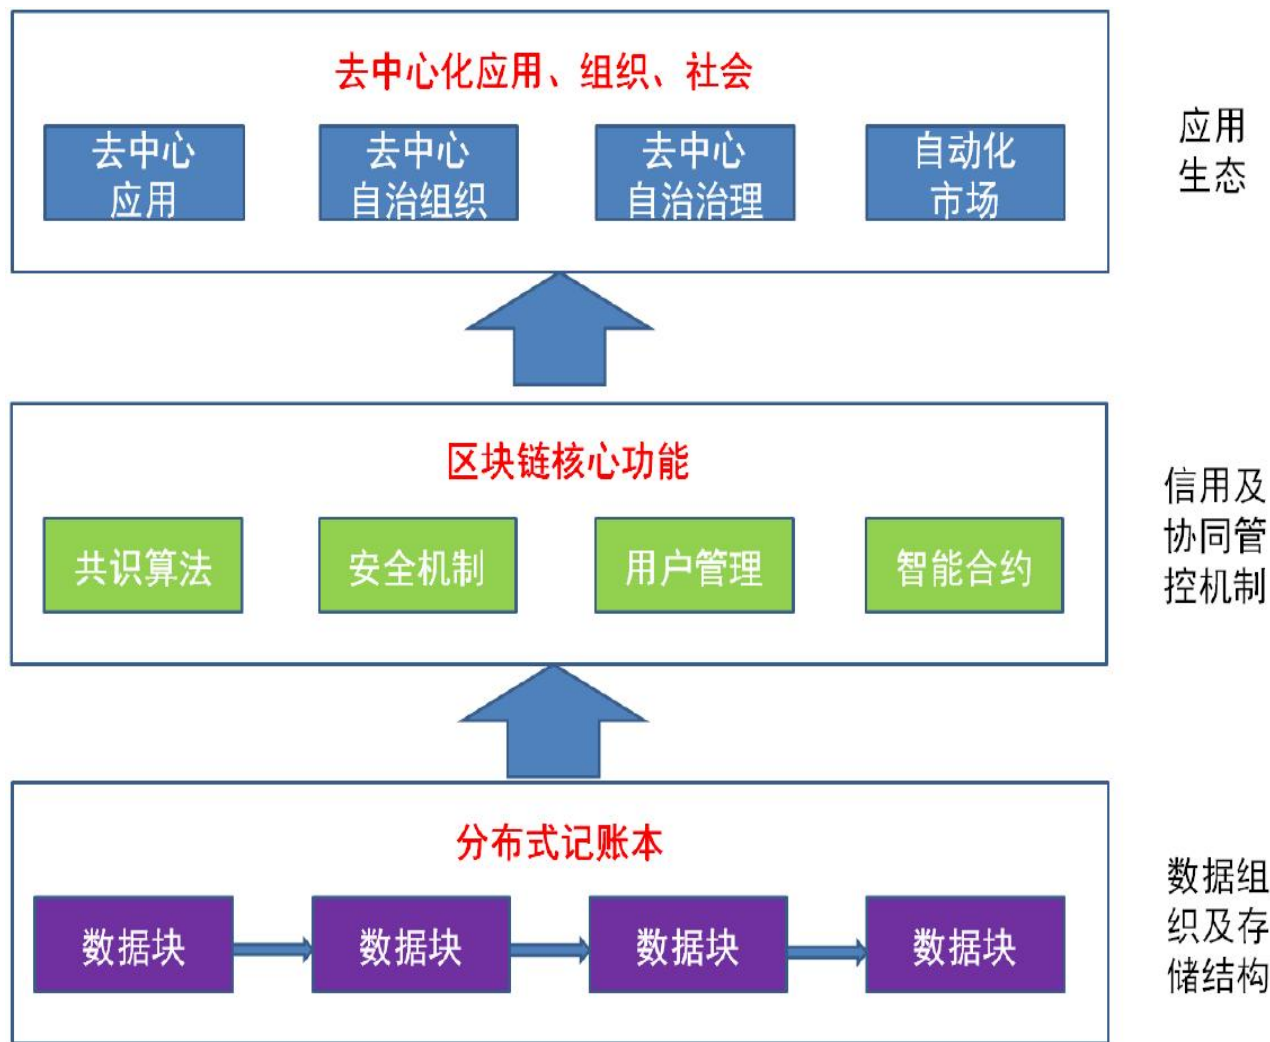 去中心化应用、组织、社会
去中心
应用
去中心
自治组织
去中心
自治治理
自动化
市场
应用
生态
区块链核心功能
共识算法
安全机制
用户管理
智能合约
信用及
协同管
控机制
分布式记账本
数据块
数据块
数据块
数据块
数据组
织及存
储结构